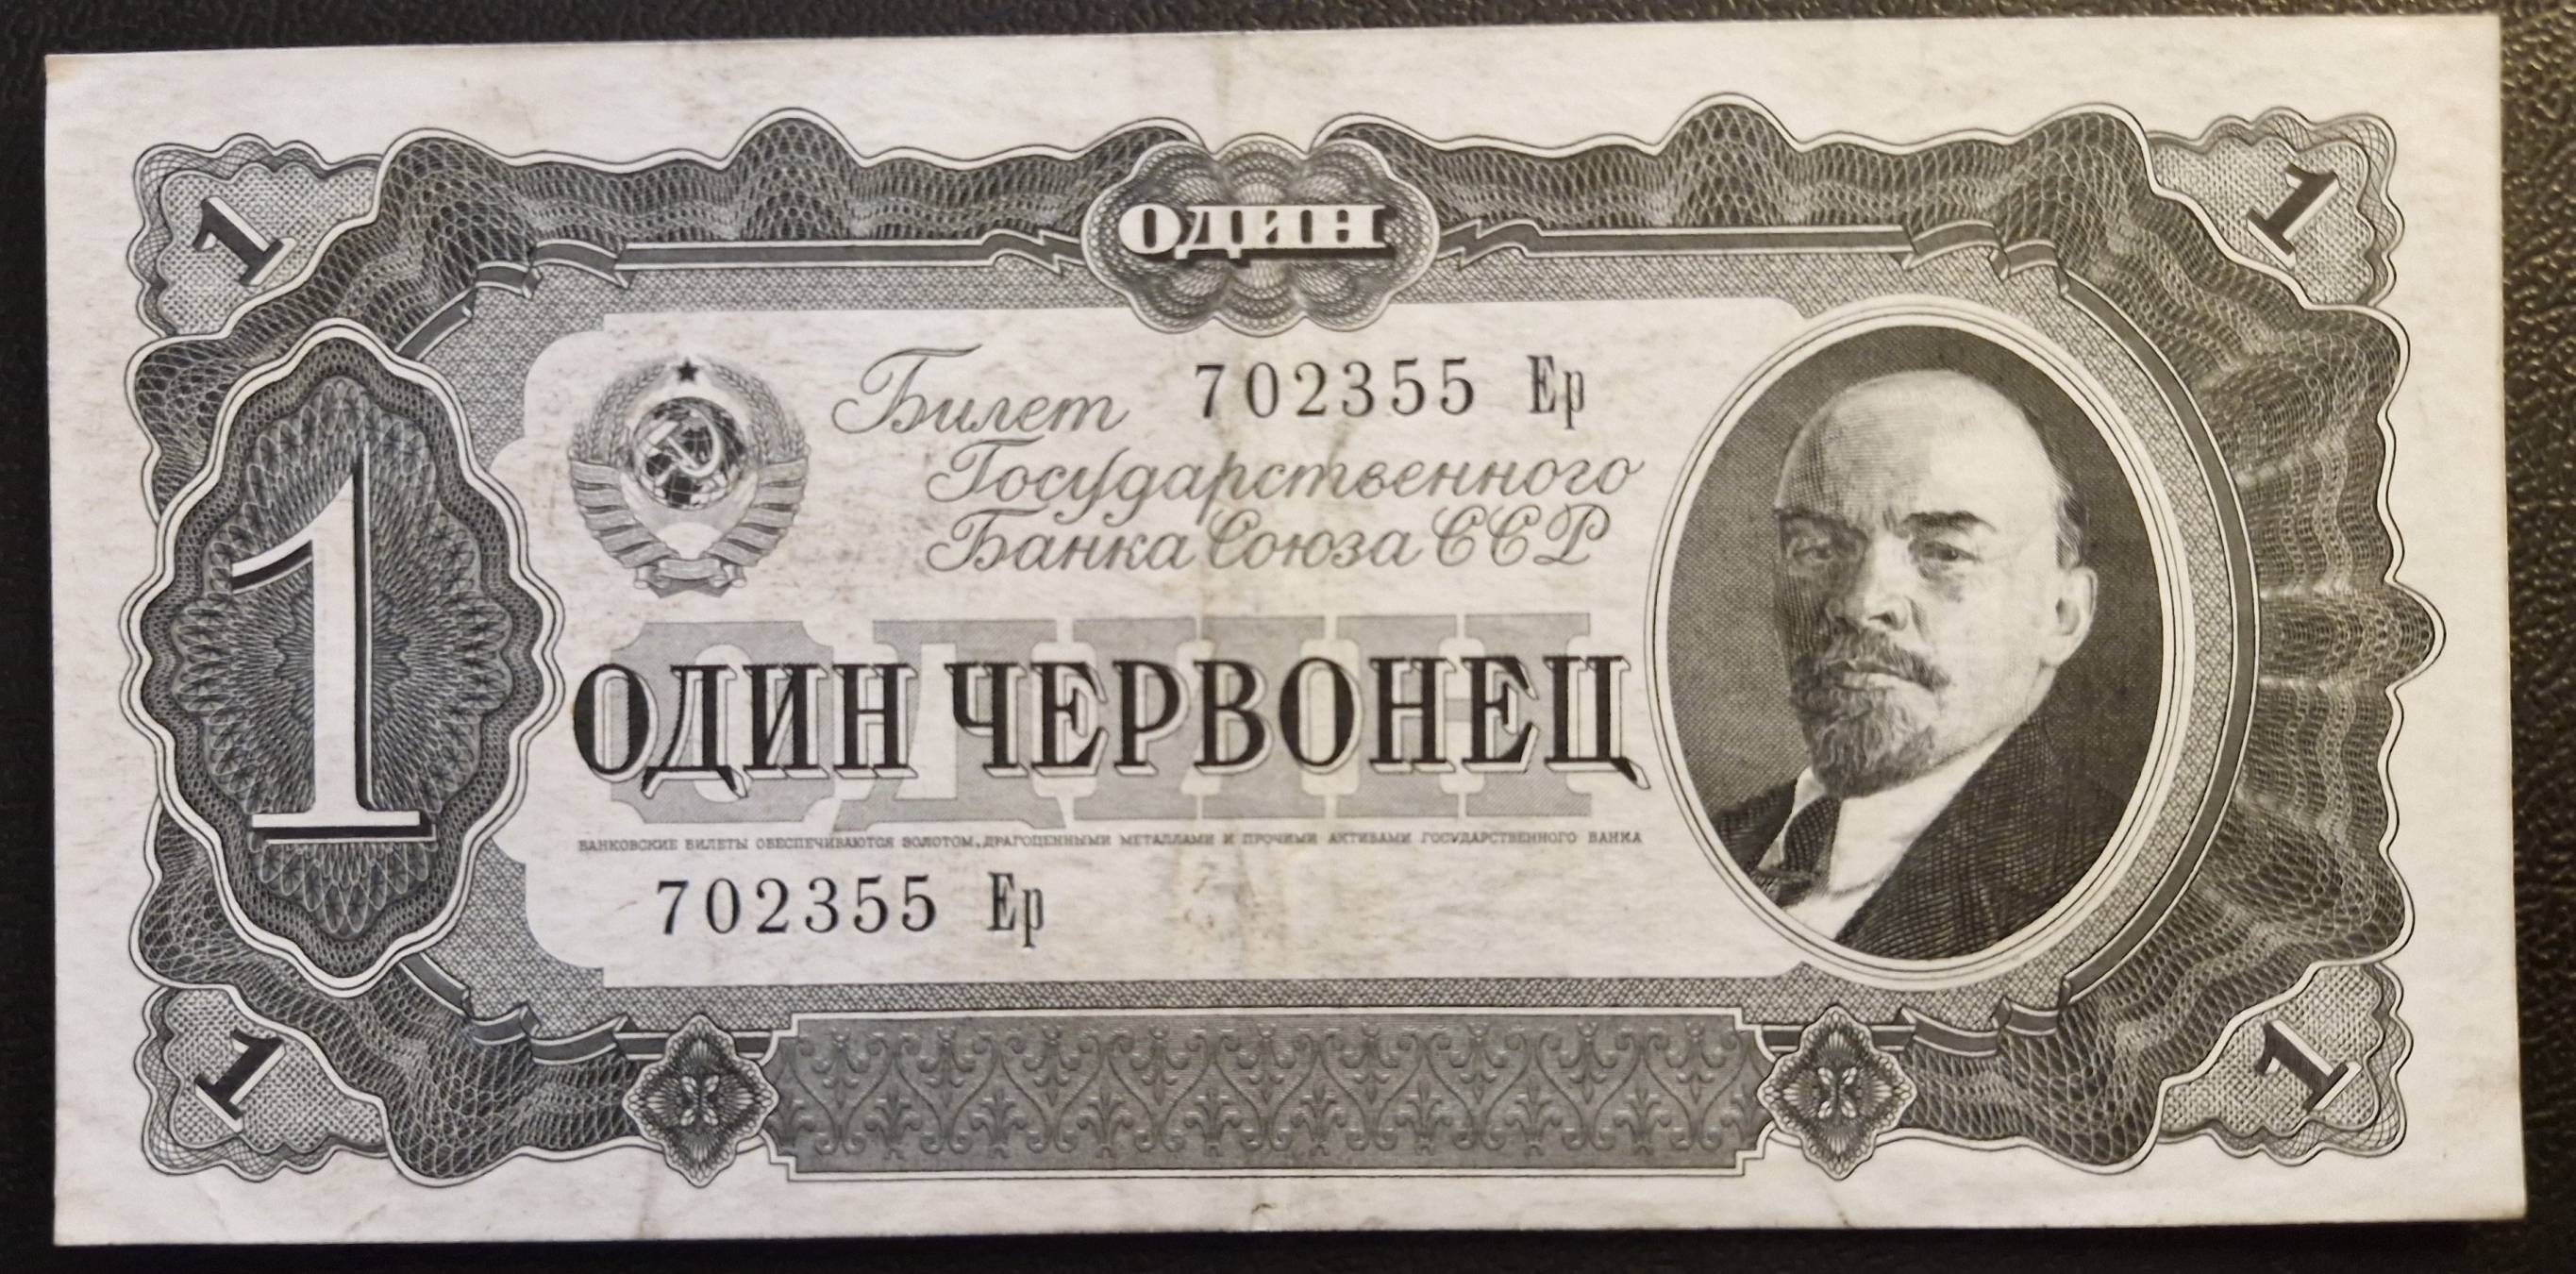 1
ОДИН
1
Билет 702355 Ер
Государственного
Банка Союза ССР
1
ОДИН
ОДИН ЧЕРВОНЕЦ
БАНКОВСКИЕ БИЛЕТЫ ОБЕСПЕЧИВАЮТСЯ ЗОЛОТОМ, ДРАГОЦЕННЫМИ МЕТАЛЛАМИ И ПРОЧИМИ АКТИВАМИ ГОСУДАРСТВЕННОГО БАНКА
702355 Ер
1
1